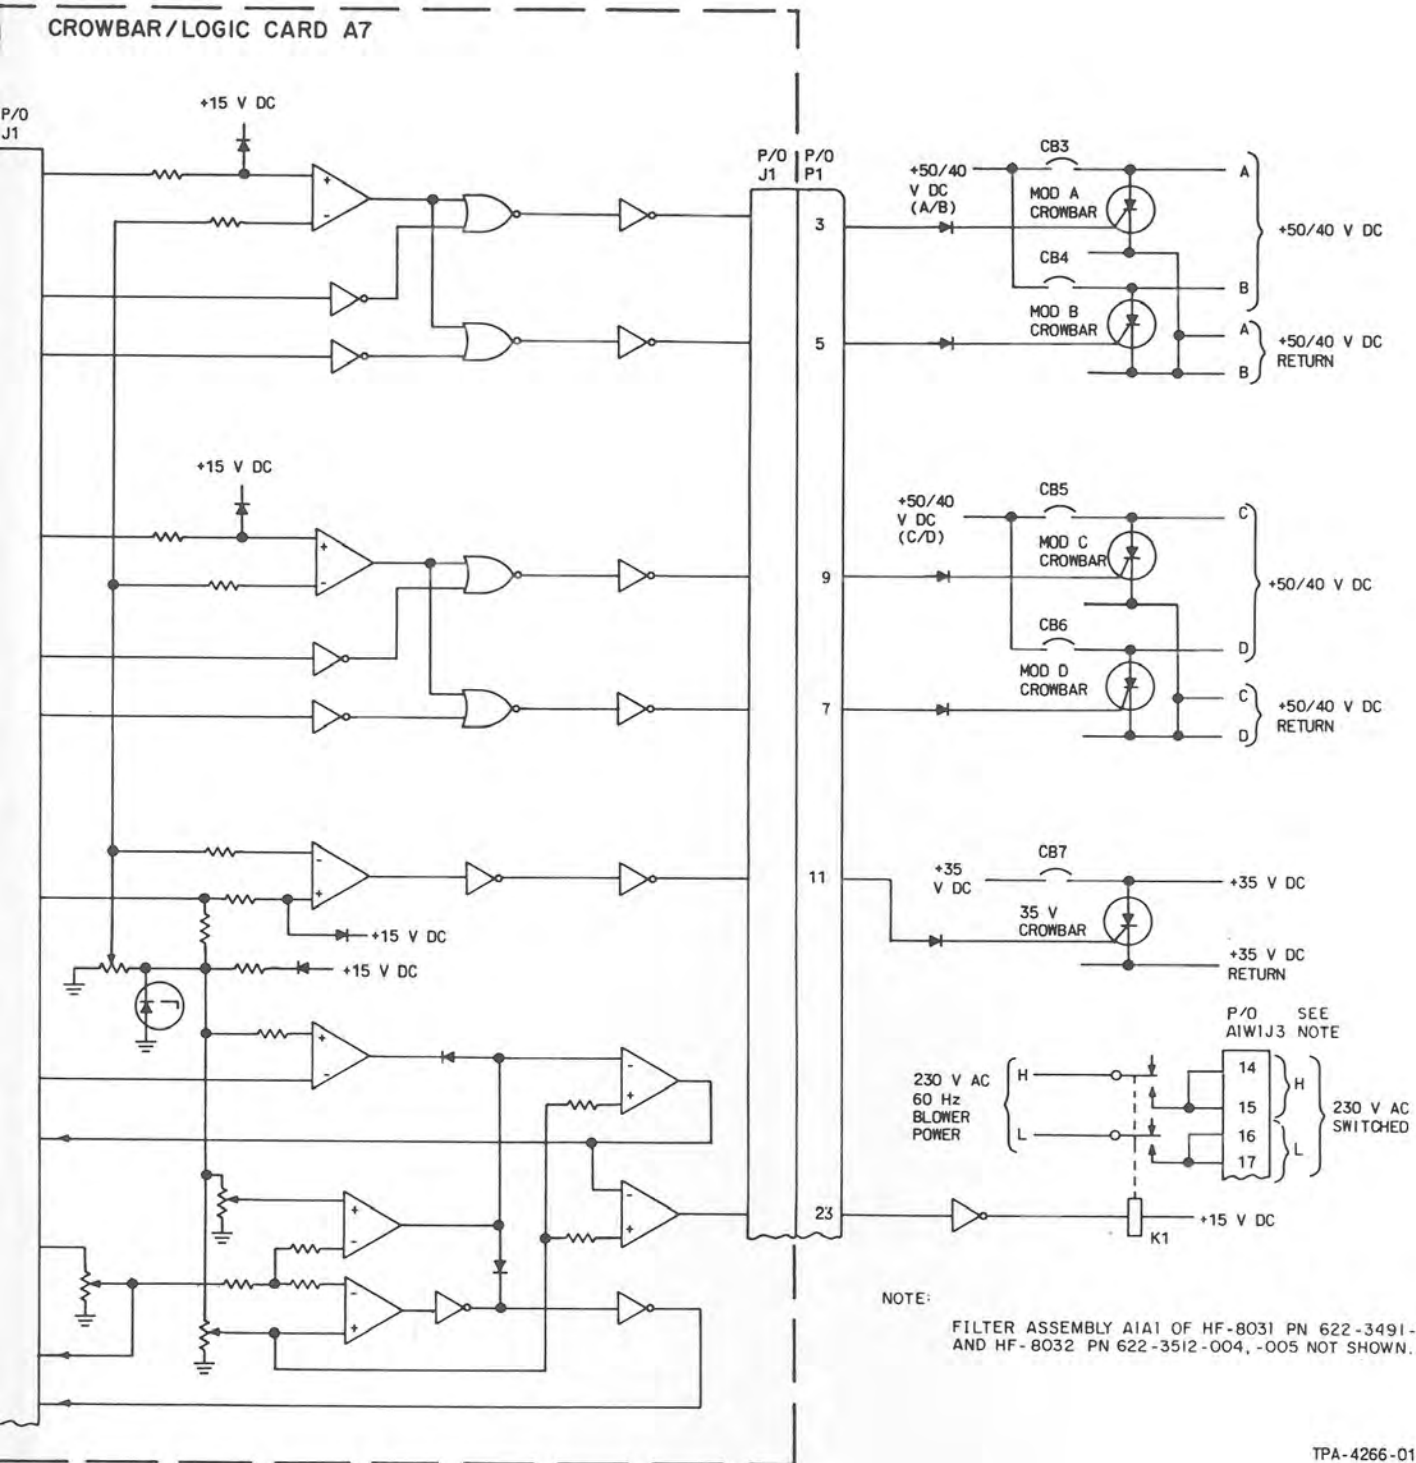 CROWBAR/LOGIC CARD A7
P/O
J1
+15 V DC
+
-
P/O
J1
P/O
P1
3
5
+50/40
V DC
(A/B)
CB3
MOD A
CROWBAR
A
+50/40 V DC
CB4
MOD B
CROWBAR
B
A
B
+50/40 V DC
RETURN
+15 V DC
+
-
9
7
+50/40
V DC
(C/D)
CB5
MOD C
CROWBAR
C
+50/40 V DC
CB6
MOD D
CROWBAR
D
C
D
+50/40 V DC
RETURN
-
+
+15 V DC
+15 V DC
11
+35
V DC
CB7
35 V
CROWBAR
+35 V DC
+35 V DC
RETURN
+
-
-
+
+
-
-
+
-
+
P/O
A1W1J3
SEE
NOTE
230 V AC
60 Hz
BLOWER
POWER
H
L
14
15
16
17
H
L
230 V AC
SWITCHED
23
K1
+15 V DC
NOTE:
FILTER ASSEMBLY A1A1 OF HF-8031 PN 622-3491-
AND HF-8032 PN 622-3512-004, -005 NOT SHOWN.
TPA-4266-01